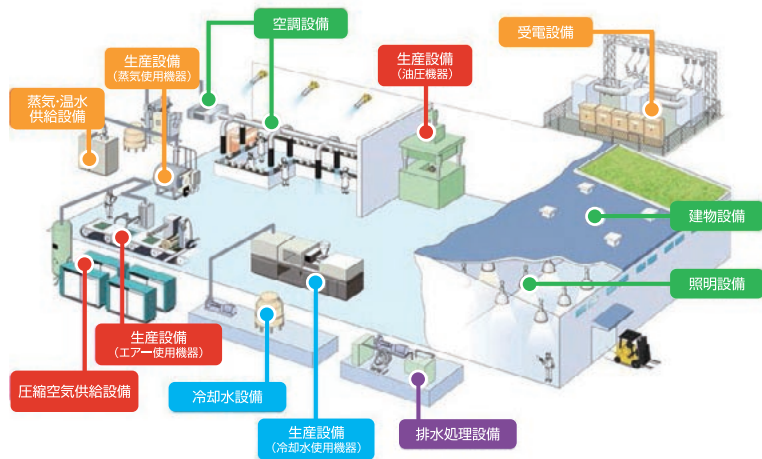 空調設備
受電設備
生産設備
(蒸気使用機器)
生産設備
(油圧機器)
蒸気・温水
供給設備
建物設備
照明設備
生産設備
(エアー使用機器)
圧縮空気供給設備
冷却水設備
生産設備
(冷却水使用機器)
排水処理設備